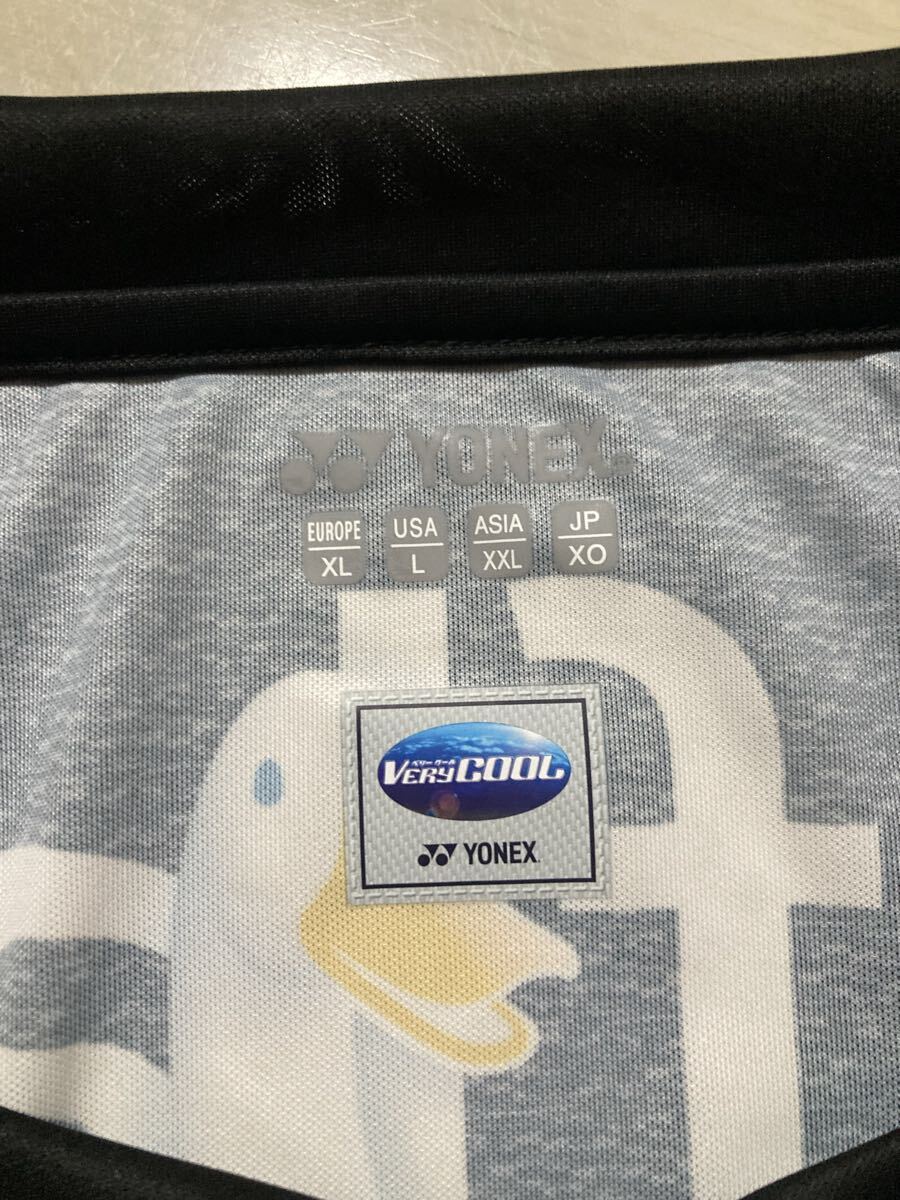 YONEX
EUROPE USA ASIA JP
XL L XXL XO
ベリークール
VERYCOOL
YONEX